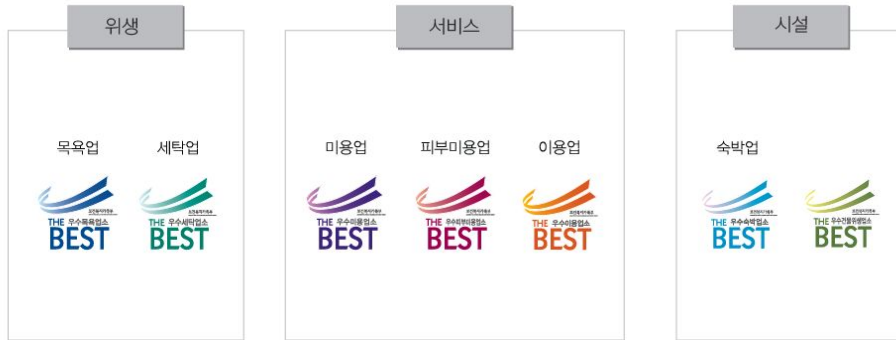 위생
서비스
시설
목욕업
세탁업
미용업
피부미용업
이용업
숙박업
THE 우수목욕업소
BEST
THE 우수세탁업소
BEST
THE 우수미용업소
BEST
THE 우수피부미용업소
BEST
THE 우수이용업소
BEST
THE 우수숙박업소
BEST
THE 우수건물위생업소
BEST